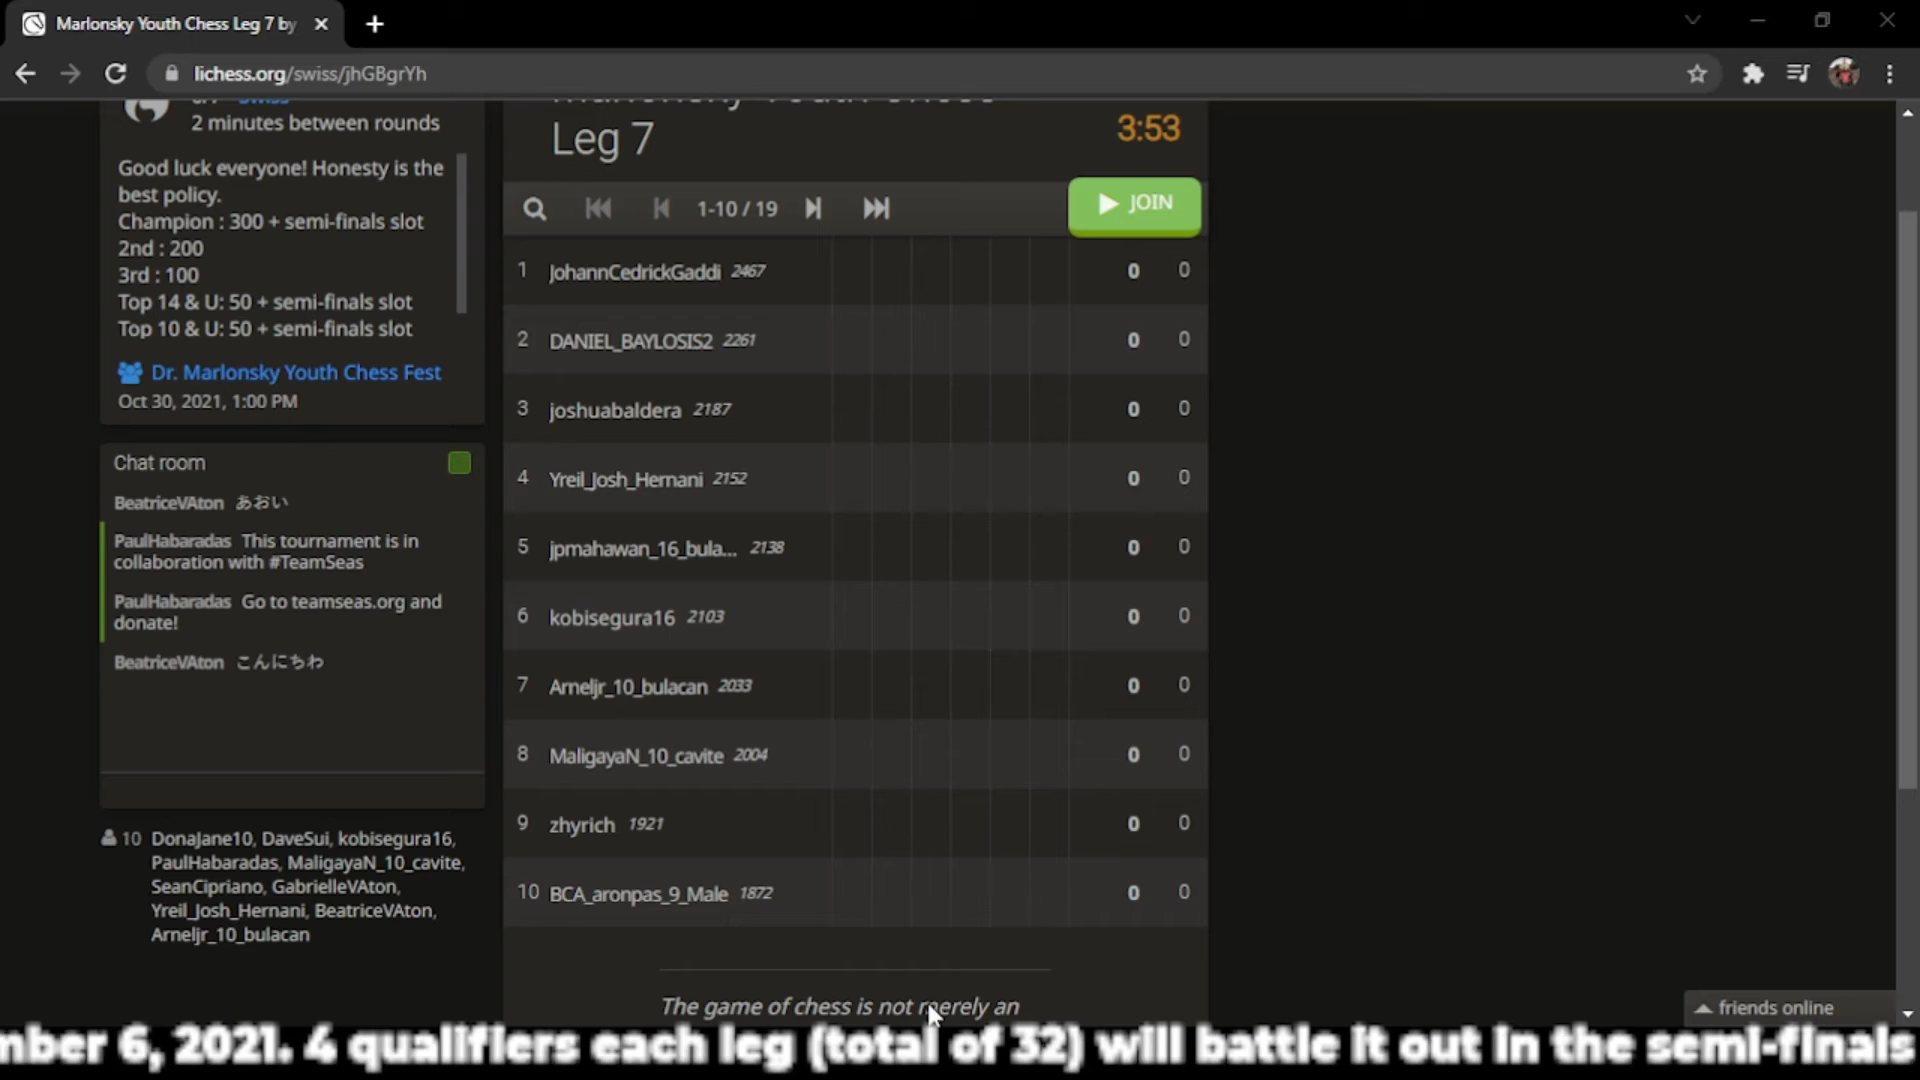 Marlonsky Youth Chess Leg 7 by
lichess.org/swiss/jhGBgrYh
2 minutes between rounds
Good luck everyone! Honesty is the
best policy.
Champion : 300 + semi-finals slot
2nd : 200
3rd : 100
Top 14 & U: 50 + semi-finals slot
Top 10 & U: 50 + semi-finals slot
Dr. Marlonsky Youth Chess Fest
Oct 30, 2021, 1:00 PM
Chat room
BeatriceVAton あおい
PaulHabaradas This tournament is in
collaboration with #TeamSeas
PaulHabaradas Go to teamseas.org and
donate!
BeatriceVAton こんにちわ
10 DonaJane10, DaveSui, kobisegura16,
PaulHabaradas, MaligayaN_10_cavite,
SeanCipriano, GabrielleVAton,
Yreil_Josh_Hernani, BeatriceVAton,
Arneljr_10_bulacan
Leg 7
3:53
1-10 / 19
JOIN
1 JohannCedrickGaddi 2467 0 0
2 DANIEL_BAYLOSIS2 2261 0 0
3 joshuabaldera 2187 0 0
4 Yreil_Josh_Hernani 2152 0 0
5 jpmahawan_16_bula... 2138 0 0
6 kobisegura16 2103 0 0
7 Arneljr_10_bulacan 2033 0 0
8 MaligayaN_10_cavite 2004 0 0
9 zhyrich 1921 0 0
10 BCA_aronpas_9_Male 1872 0 0
The game of chess is not merely an
friends online
mber 6, 2021. 4 qualifiers each leg (total of 32) will battle it out in the semi-finals